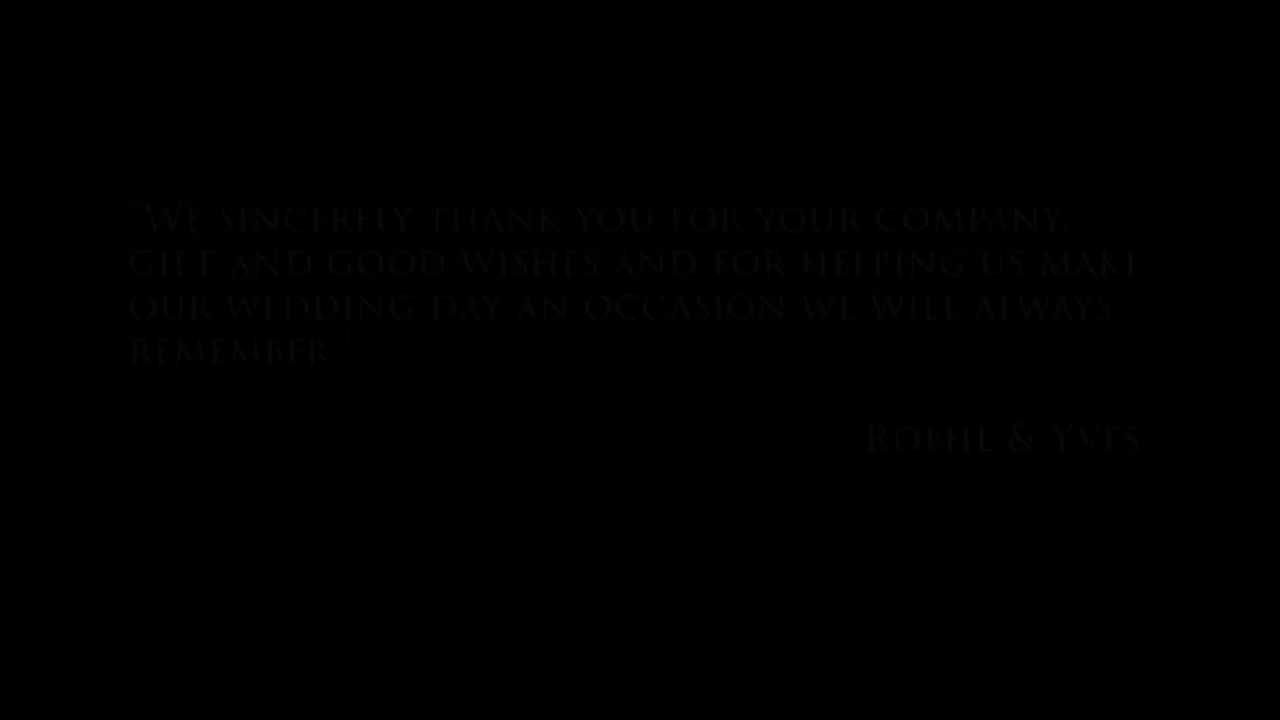 "We sincerely thank you for your company,
gift and good wishes and for helping us make
our wedding day an occasion we will always
remember."
-Roehl & Yves